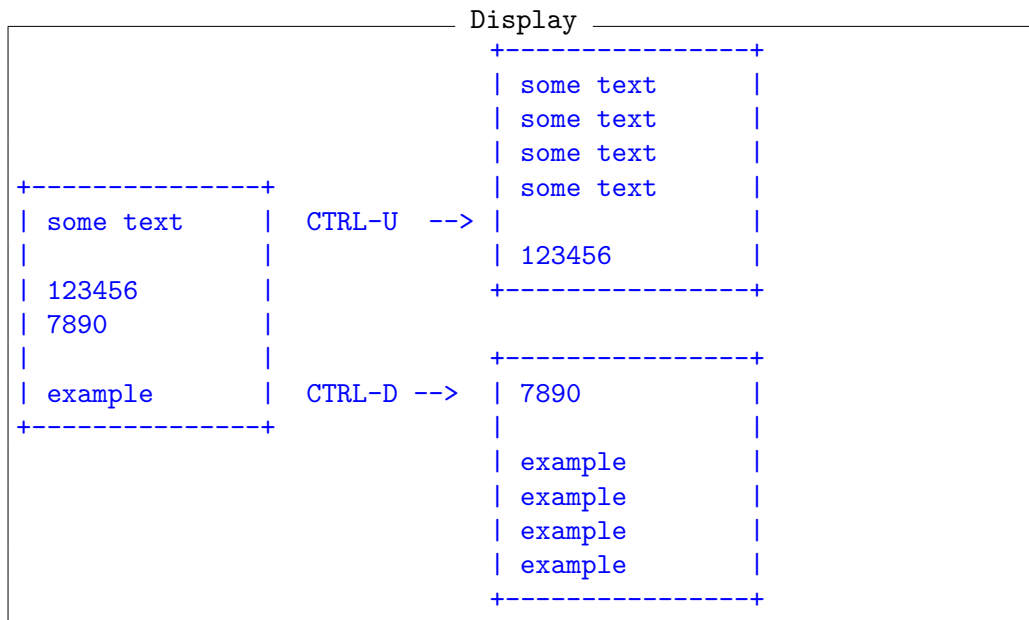 Display
                               +----------------+
                               | some text      |
                               | some text      |
                               | some text      |
+---------------+              | some text      |
| some text     |  CTRL-U  --> |                |
|               |              | 123456         |
| 123456        |              +----------------+
| 7890          |
|               |              +----------------+
| example       |  CTRL-D -->  | 7890           |
+---------------+              |                |
                               | example        |
                               | example        |
                               | example        |
                               | example        |
                               +----------------+